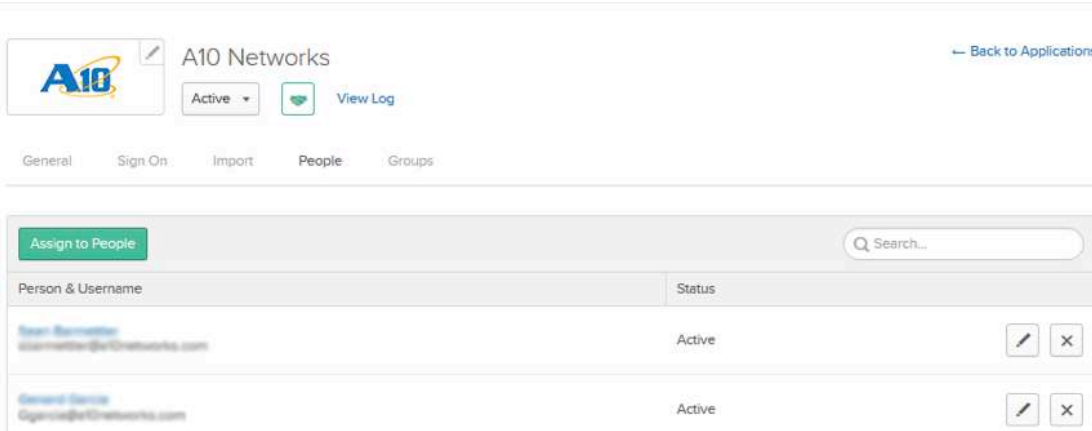 A10
A10 Networks
← Back to Applications
Active
View Log
General Sign On Import People Groups
Assign to People
Search...
Person & Username Status
Active
Active